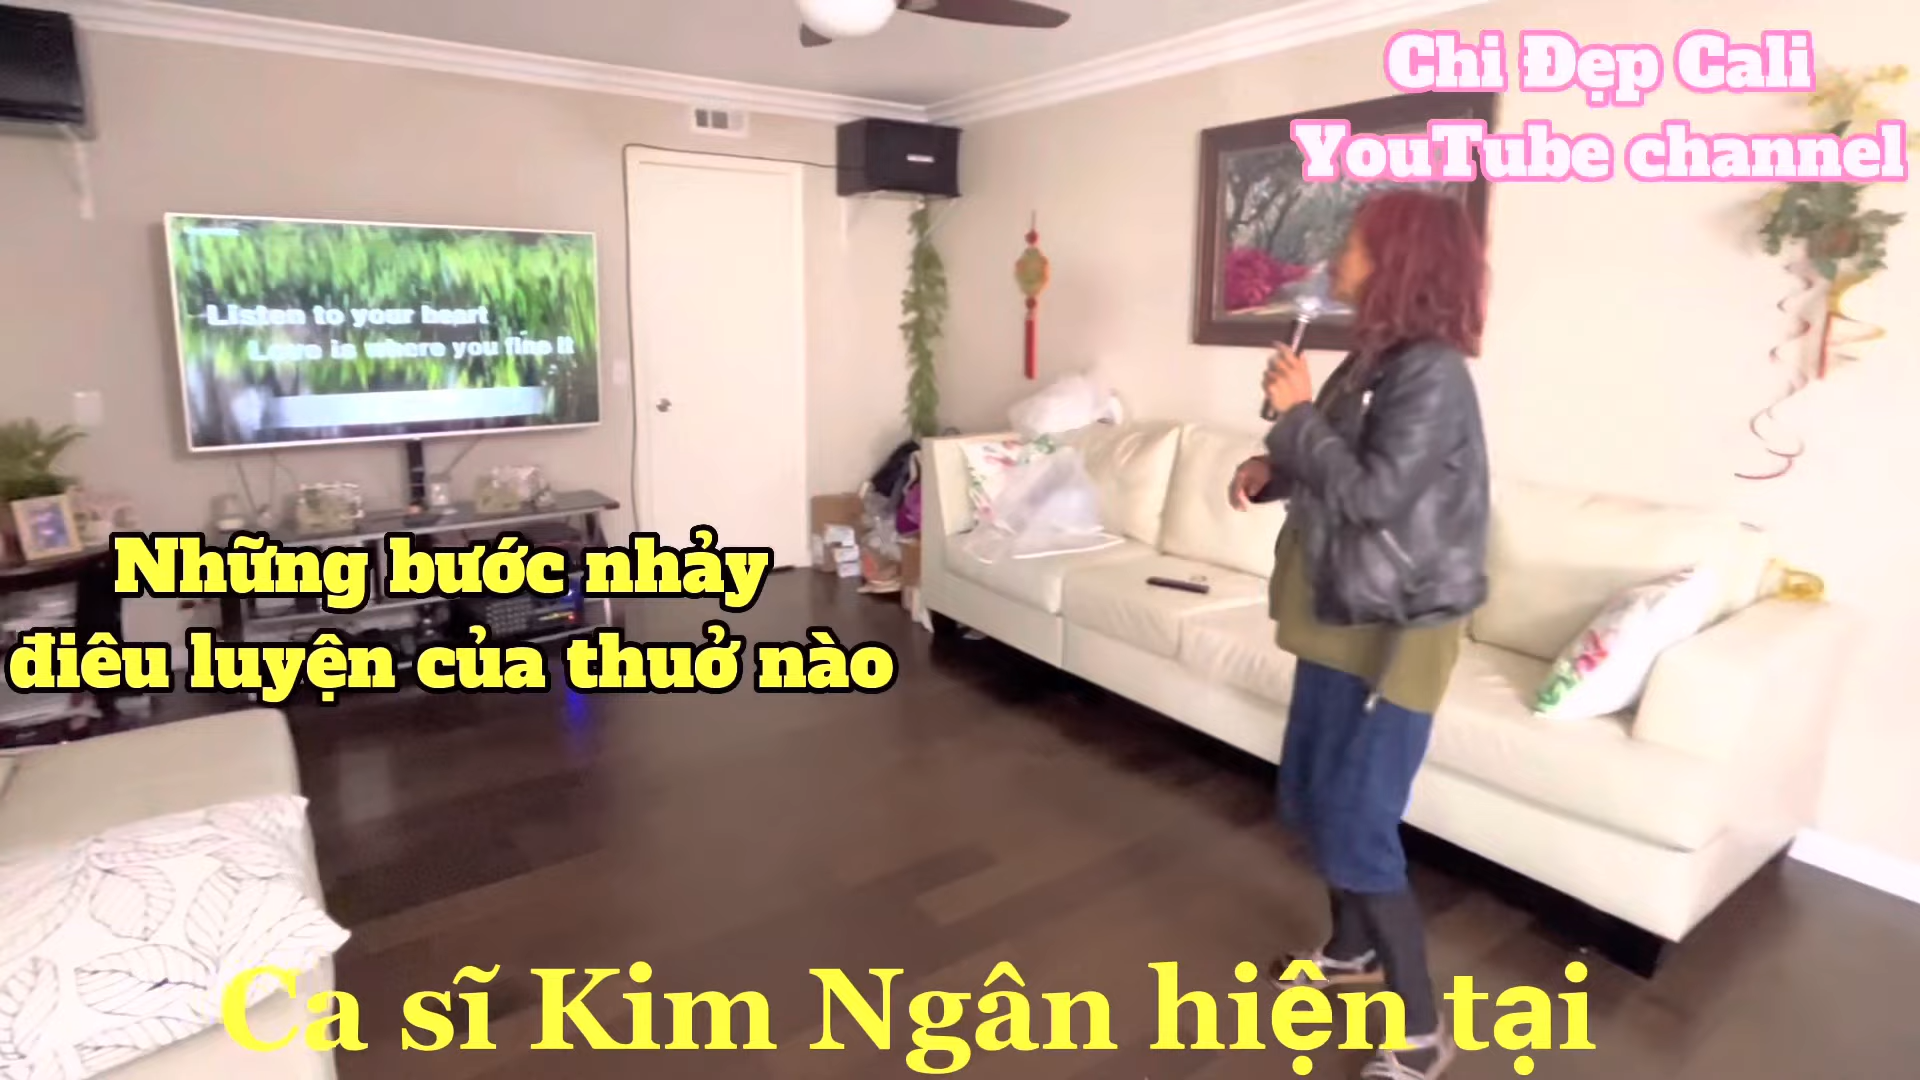 Chi Đẹp Cali
YouTube channel
Listen to your heart
Love is where you fine it
Những bước nhảy
điêu luyện của thuở nào
Ca sĩ Kim Ngân hiện tại